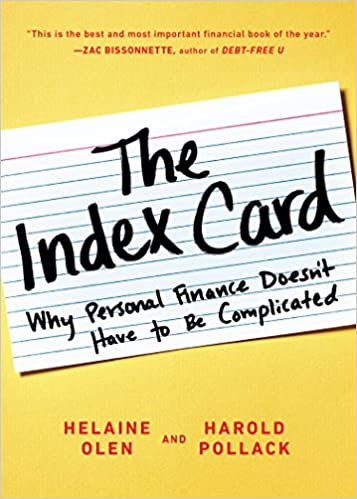 "This is the best and most important financial book of the year."
—ZAC BISSONNETTE, author of DEBT-FREE U
The
Index Card
Why Personal Finance Doesn't
Have to Be Complicated
HELAINE
OLEN
AND
HAROLD
POLLACK